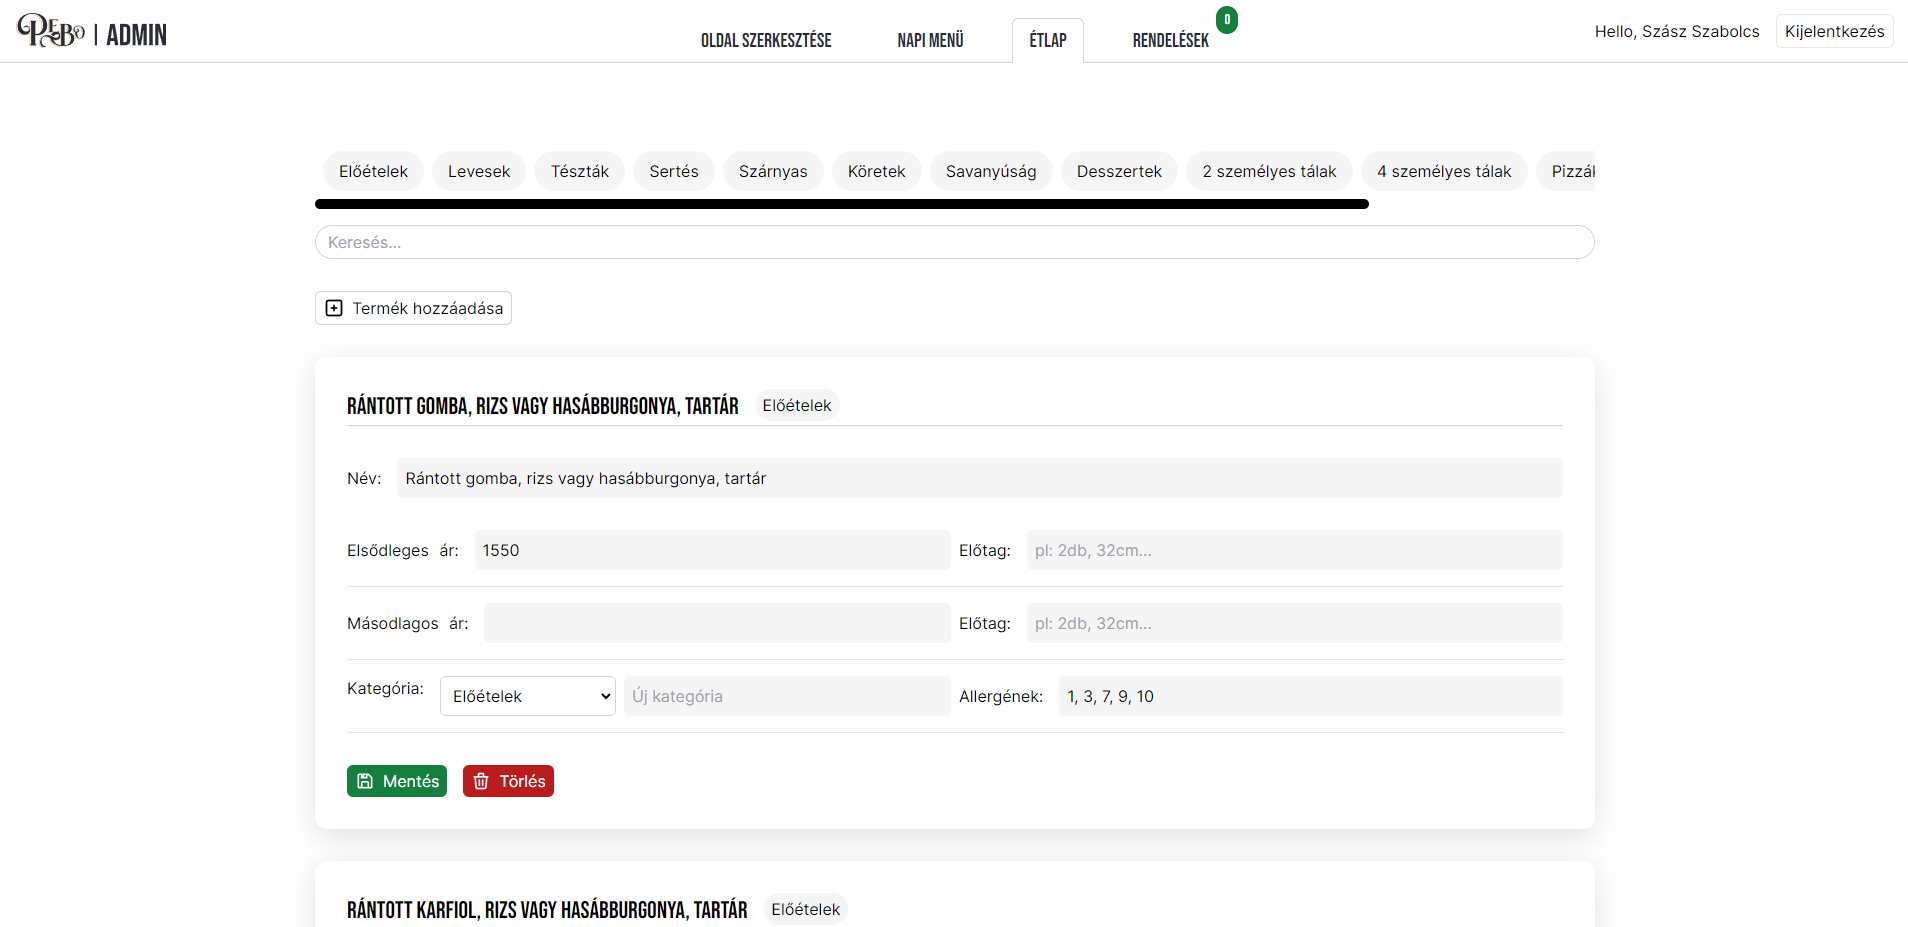 PEBO | ADMIN
OLDAL SZERKESZTÉSE NAPI MENÜ ÉTLAP RENDELÉSEK 0
Hello, Szász Szabolcs Kijelentkezés
Előételek Levesek Tészták Sertés Szárnyas Köretek Savanyúság Desszertek 2 személyes tálak 4 személyes tálak Pizzák
Keresés...
Termék hozzáadása
RÁNTOTT GOMBA, RIZS VAGY HASÁBBURGONYA, TARTÁR Előételek
Név: Rántott gomba, rizs vagy hasábburgonya, tartár
Elsődleges ár: 1550 Előtag: pl: 2db, 32cm...
Másodlagos ár: Előtag: pl: 2db, 32cm...
Kategória: Előételek Új kategória Allergének: 1, 3, 7, 9, 10
Mentés Törlés
RÁNTOTT KARFIOL, RIZS VAGY HASÁBBURGONYA, TARTÁR Előételek